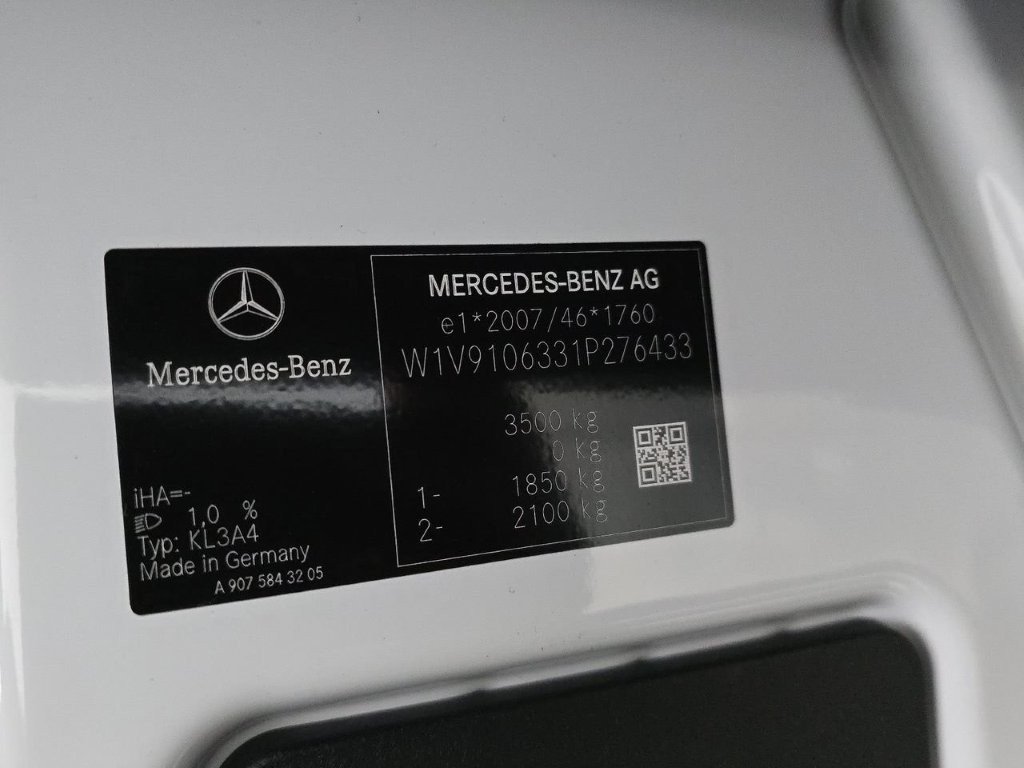 Mercedes-Benz
iHA=-
1,0 %
Typ: KL3A4
Made in Germany
A 907 584 32 05
MERCEDES-BENZ AG
e1*2007/46*1760
W1V9106331P276433
3500 kg
0 kg
1- 1850 kg
2- 2100 kg